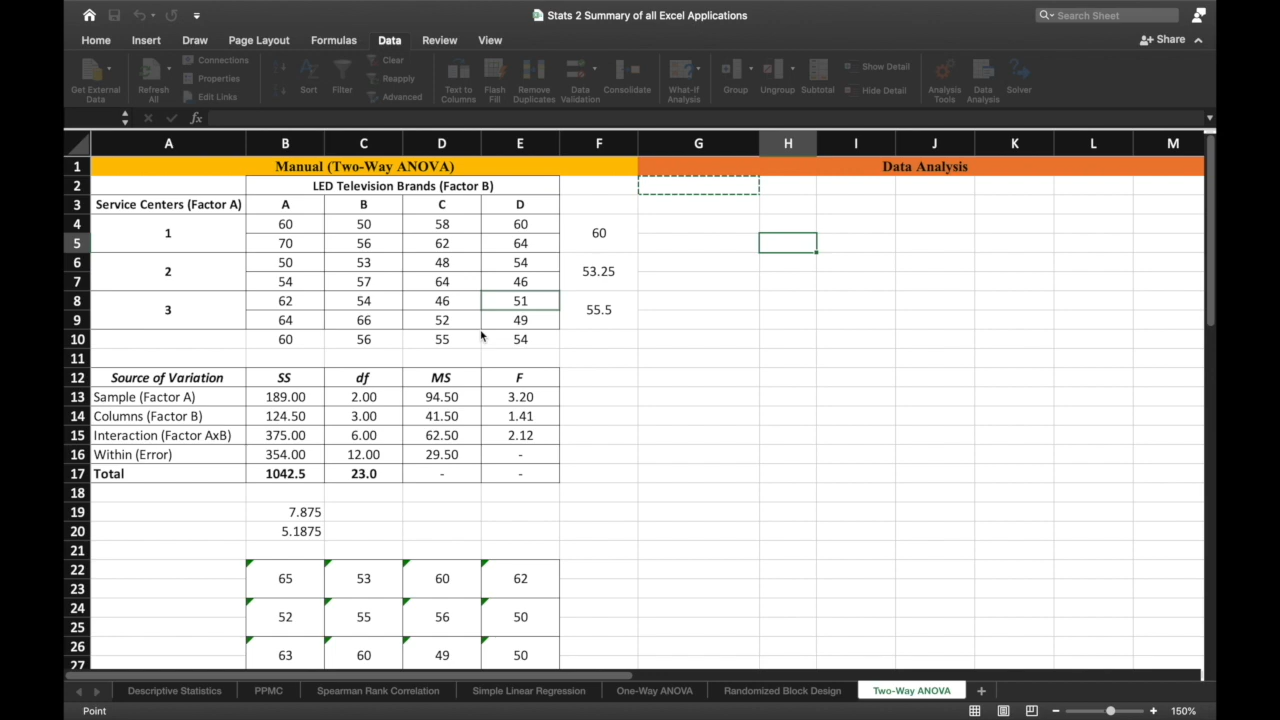 Stats 2 Summary of all Excel Applications
Search Sheet
Home Insert Draw Page Layout Formulas Data Review View
Share
Get External Data
Refresh All
Connections
Properties
Edit Links
Sort
Filter
Clear
Reapply
Advanced
Text to Columns
Flash Fill
Remove Duplicates
Data Validation
Consolidate
What-If Analysis
Group
Ungroup
Subtotal
Show Detail
Hide Detail
Analysis Tools
Data Analysis
Solver
fx
A B C D E F G H I J K L M
1 Manual (Two-Way ANOVA) Data Analysis
2 LED Television Brands (Factor B)
3 Service Centers (Factor A) A B C D
4 1 60 50 58 60 60
5 70 56 62 64
6 2 50 53 48 54 53.25
7 54 57 64 46
8 3 62 54 46 51 55.5
9 64 66 52 49
10 60 56 55 54
11
12 Source of Variation SS df MS F
13 Sample (Factor A) 189.00 2.00 94.50 3.20
14 Columns (Factor B) 124.50 3.00 41.50 1.41
15 Interaction (Factor AxB) 375.00 6.00 62.50 2.12
16 Within (Error) 354.00 12.00 29.50 -
17 Total 1042.5 23.0 - -
18
19 7.875
20 5.1875
21
22 65 53 60 62
23
24 52 55 56 50
25
26 63 60 49 50
27
Descriptive Statistics PPMC Spearman Rank Correlation Simple Linear Regression One-Way ANOVA Randomized Block Design Two-Way ANOVA +
Point − + 150%